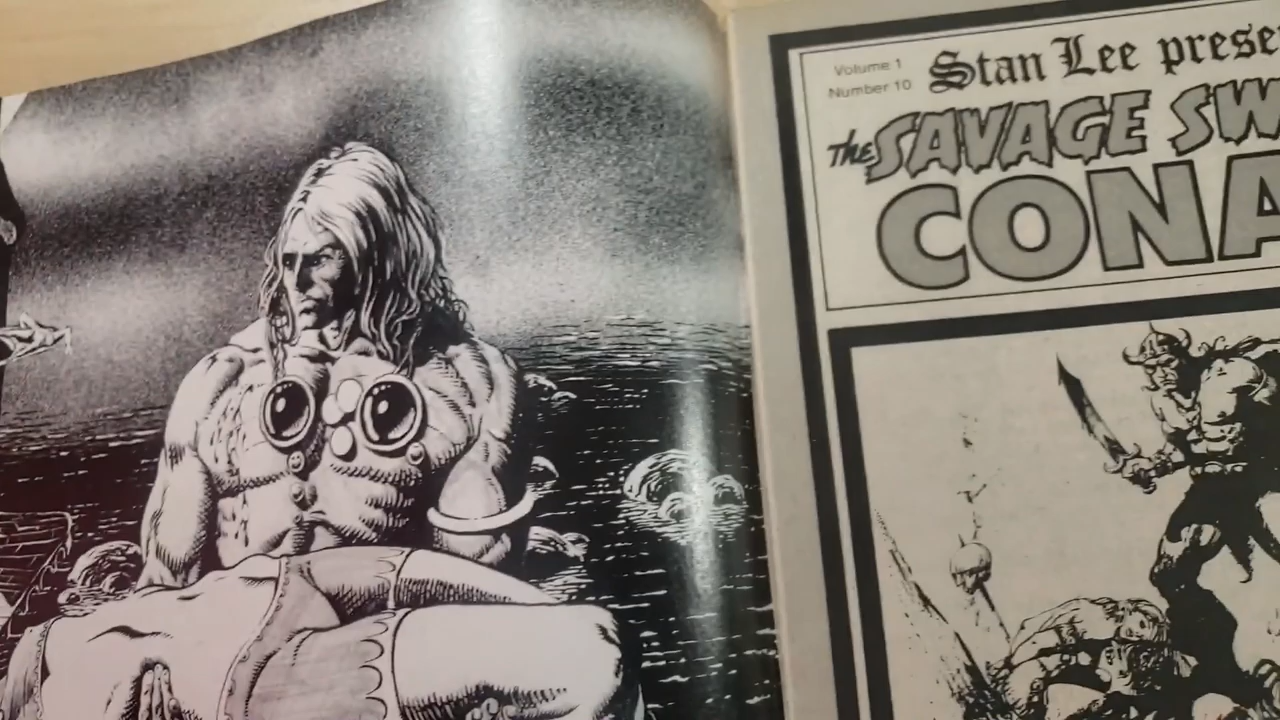 Volume 1
Number 10
Stan Lee prese
the SAVAGE SW
CONA